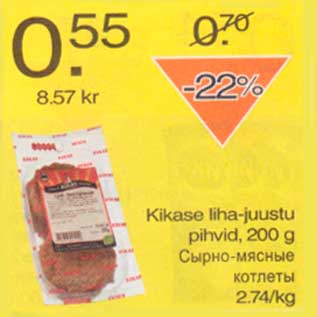 0.55
8.57 kr
0.70
-22%
Kikase liha-juustu
pihvid, 200 g
Сырно-мясные
котлеты
2.74/kg